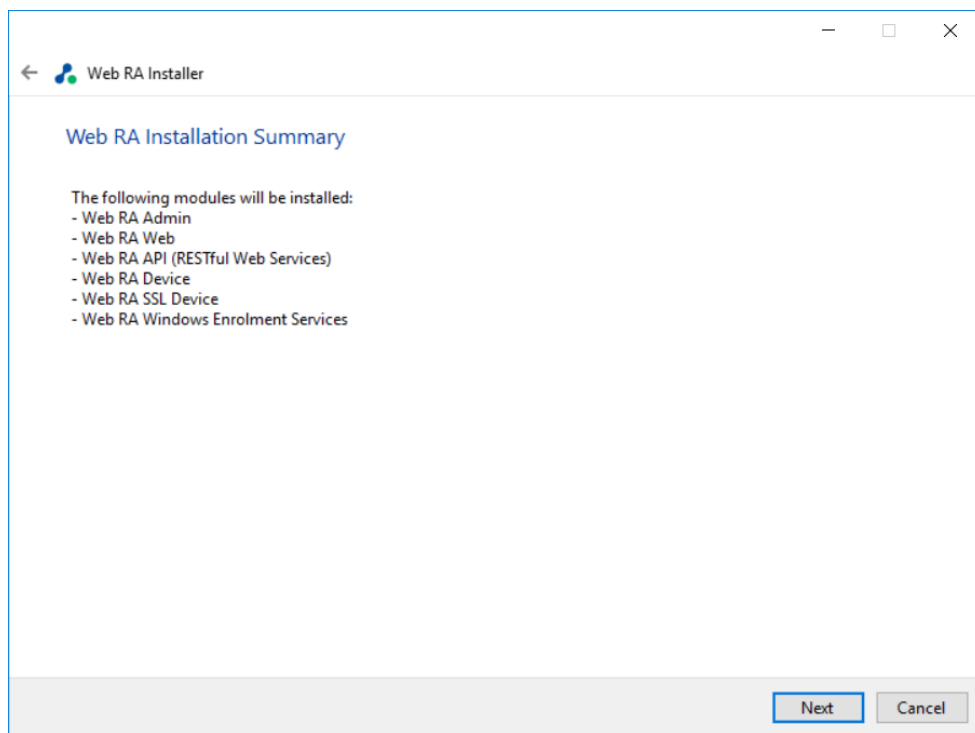 Web RA Installer
Web RA Installation Summary
The following modules will be installed:
- Web RA Admin
- Web RA Web
- Web RA API (RESTful Web Services)
- Web RA Device
- Web RA SSL Device
- Web RA Windows Enrolment Services
Next Cancel